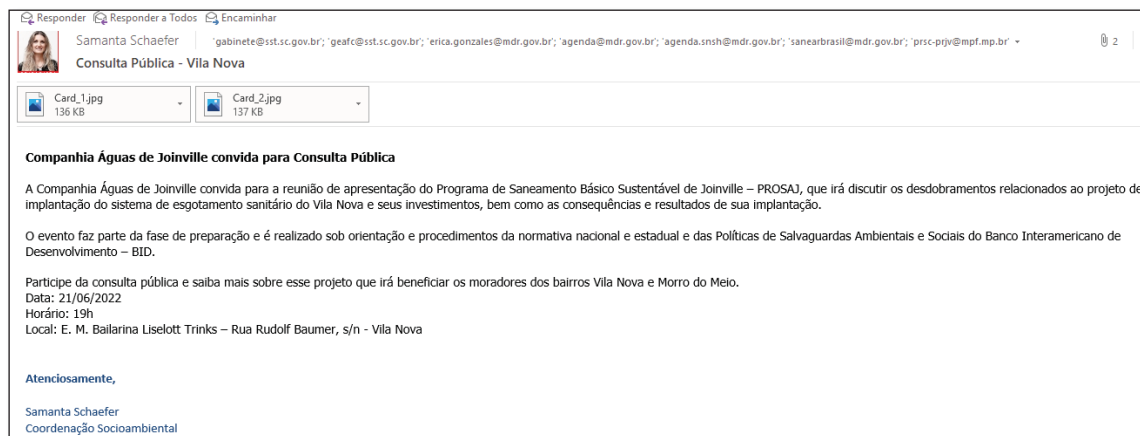 Responder Responder a Todos Encaminhar
Samanta Schaefer 'gabinete@sst.sc.gov.br'; 'geafc@sst.sc.gov.br'; 'erica.gonzales@mdr.gov.br'; 'agenda@mdr.gov.br'; 'agenda.snsh@mdr.gov.br'; 'sanearbrasil@mdr.gov.br'; 'prsc-prjv@mpf.mp.br' 2
Consulta Pública - Vila Nova
Card_1.jpg Card_2.jpg
136 KB 137 KB
Companhia Águas de Joinville convida para Consulta Pública
A Companhia Águas de Joinville convida para a reunião de apresentação do Programa de Saneamento Básico Sustentável de Joinville – PROSAJ, que irá discutir os desdobramentos relacionados ao projeto de
implantação do sistema de esgotamento sanitário do Vila Nova e seus investimentos, bem como as consequências e resultados de sua implantação.
O evento faz parte da fase de preparação e é realizado sob orientação e procedimentos da normativa nacional e estadual e das Políticas de Salvaguardas Ambientais e Sociais do Banco Interamericano de
Desenvolvimento – BID.
Participe da consulta pública e saiba mais sobre esse projeto que irá beneficiar os moradores dos bairros Vila Nova e Morro do Meio.
Data: 21/06/2022
Horário: 19h
Local: E. M. Bailarina Liselott Trinks – Rua Rudolf Baumer, s/n - Vila Nova
Atenciosamente,
Samanta Schaefer
Coordenação Socioambiental